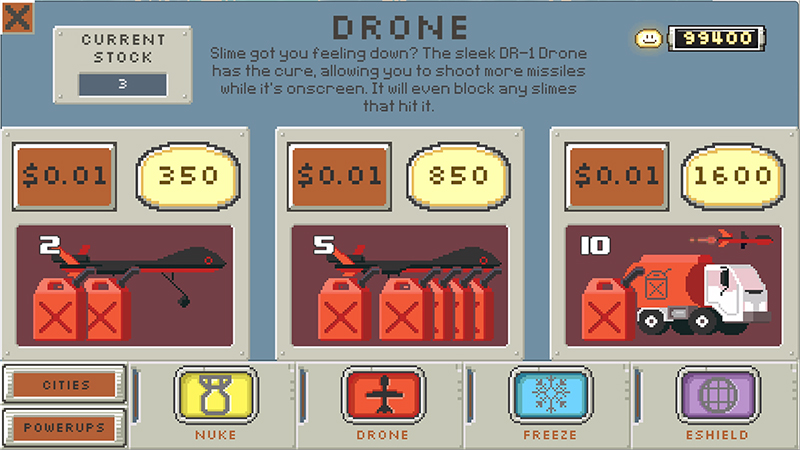 DRONE
CURRENT
STOCK
3
99400
Slime got you feeling down? The sleek DR-1 Drone
has the cure, allowing you to shoot more missiles
while it's onscreen. It will even block any slimes
that hit it.
$0.01 350
$0.01 850
$0.01 1600
2
5
10
CITIES
POWERUPS
NUKE
DRONE
FREEZE
ESHIELD